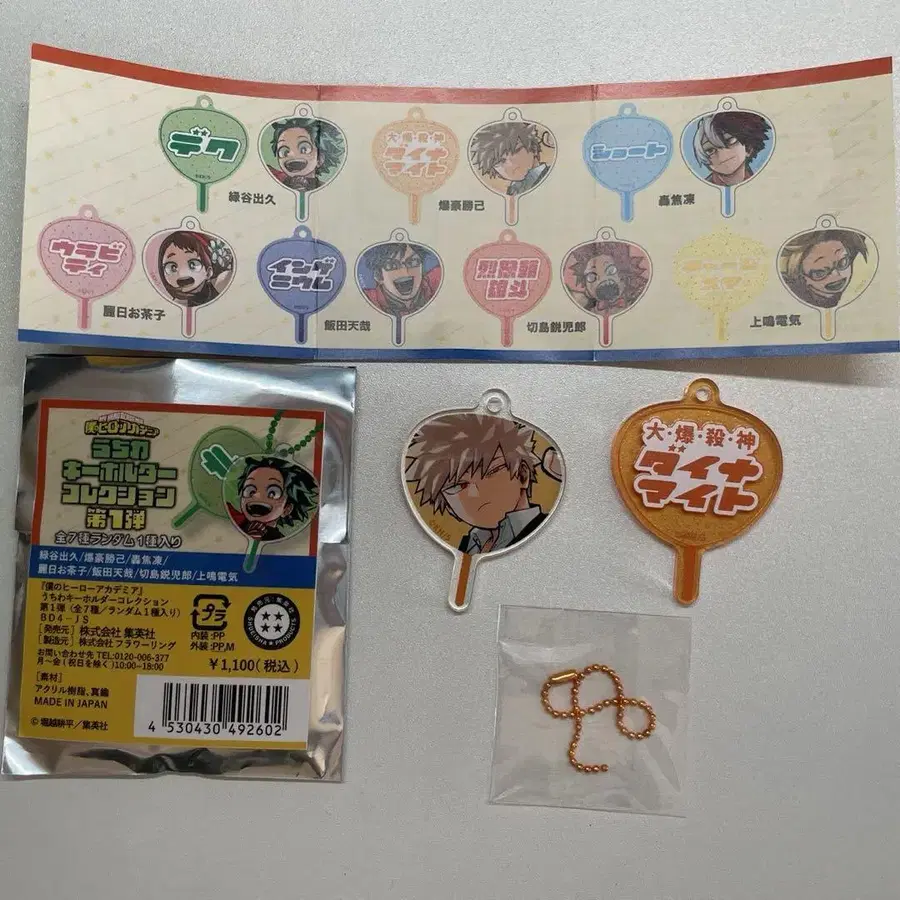 デク
緑谷出久
大爆殺神
ダイナ
マイト
爆豪勝己
ショート
轟焦凍
ウラビ
ティ
麗日お茶子
インゲ
ニウム
飯田天哉
烈怒頼
雄斗
切島鋭児郎
上鳴電気
僕のヒーローアカデミア
うちわ
キーホルダー
コレクション
第1弾
全7種ランダム1種入り
緑谷出久/爆豪勝己/轟焦凍/
麗日お茶子/飯田天哉/切島鋭児郎/上鳴電気
『僕のヒーローアカデミア』
うちわキーホルダーコレクション
第1弾(全7種/ランダム1種入り)
BD4-JS
[発売元] 株式会社 集英社
[製造元] 株式会社 フラワーリング
お問い合わせ先 TEL:0120-006-377
月〜金(祝日を除く)10:00-18:00
[素材]
アクリル樹脂、真鍮
MADE IN JAPAN
© 堀越耕平/集英社
プラ
内装:PP
外装:PP,M
発売元:集英社
SHUEISHA PRODUCTS
¥1,100(税込)
4 530430 492602
大・爆・殺・神
ダイナ
マイト